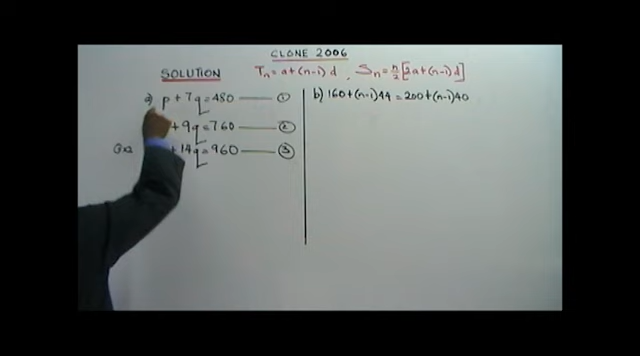 CLONE 2006
SOLUTION Tn = a + (n-1) d , Sn = n/2 [2a + (n-1) d]
a) p + 7q = 480 ——— ①
+ 9q = 760 ——— ②
+ 14q = 960 ——— ③
b) 160 + (n-1) 44 = 200 + (n-1) 40